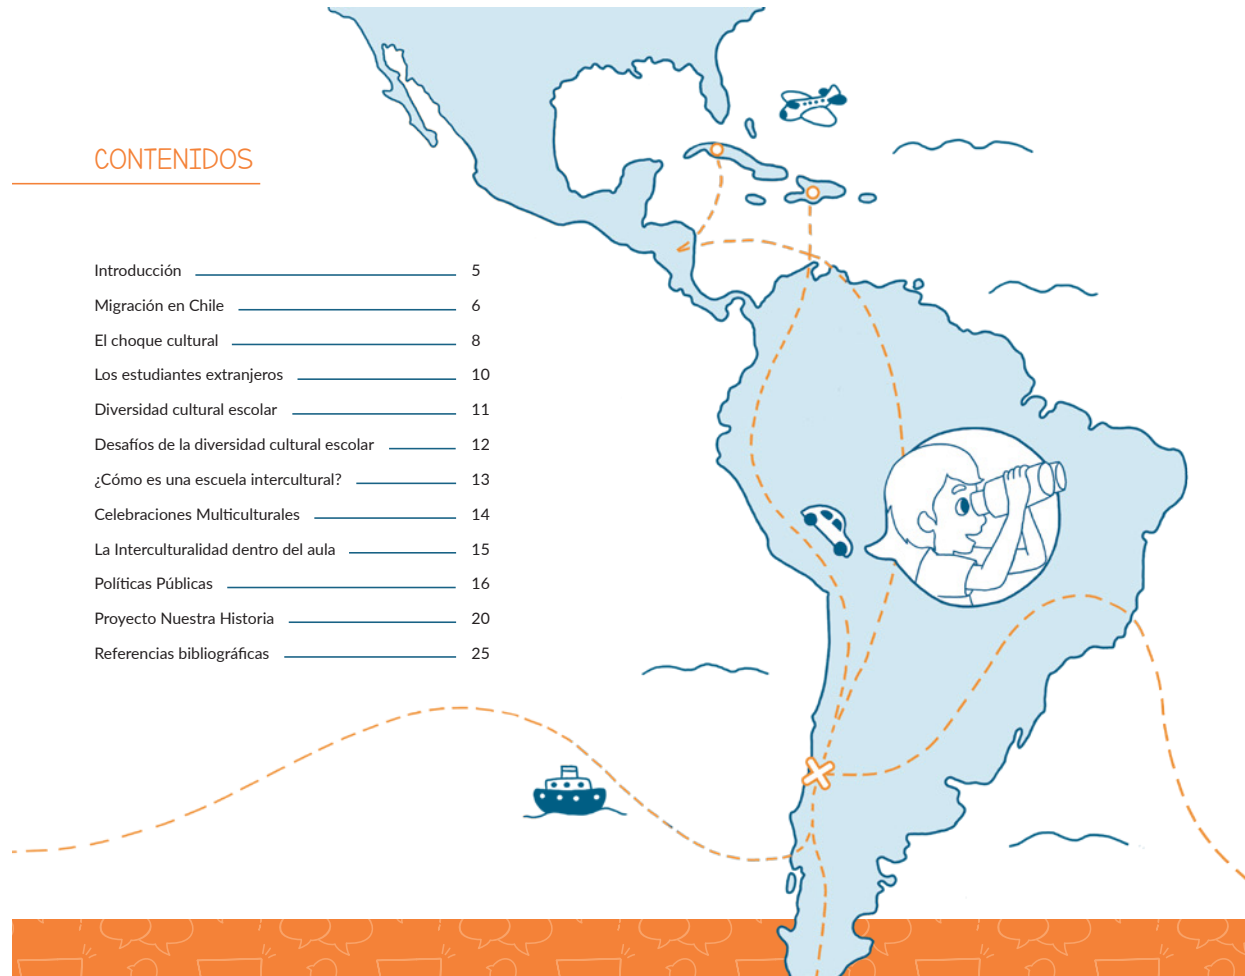 CONTENIDOS
Introducción 5
Migración en Chile 6
El choque cultural 8
Los estudiantes extranjeros 10
Diversidad cultural escolar 11
Desafíos de la diversidad cultural escolar 12
¿Cómo es una escuela intercultural? 13
Celebraciones Multiculturales 14
La Interculturalidad dentro del aula 15
Políticas Públicas 16
Proyecto Nuestra Historia 20
Referencias bibliográficas 25